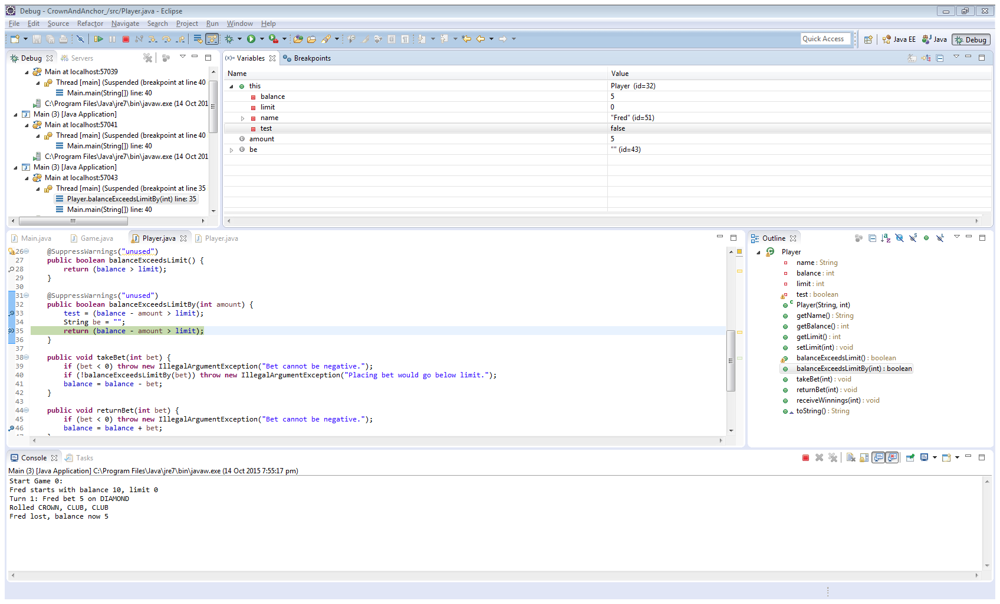 Debug - CrownAndAnchor_/src/Player.java - Eclipse
File Edit Source Refactor Navigate Search Project Run Window Help
Quick Access Java EE Java Debug
Debug Servers
Main at localhost:57039
Thread [main] (Suspended (breakpoint at line 40
Main.main(String[]) line: 40
C:\Program Files\Java\jre7\bin\javaw.exe (14 Oct 201
Main (3) [Java Application]
Main at localhost:57041
Thread [main] (Suspended (breakpoint at line 40
Main.main(String[]) line: 40
C:\Program Files\Java\jre7\bin\javaw.exe (14 Oct 201
Main (3) [Java Application]
Main at localhost:57043
Thread [main] (Suspended (breakpoint at line 35
Player.balanceExceedsLimitBy(int) line: 35
Main.main(String[]) line: 40
(x)= Variables Breakpoints
Name Value
this Player (id=32)
balance 5
limit 0
name "Fred" (id=51)
test false
amount 5
be "" (id=43)
Main.java Game.java Player.java Player.java
26 @SuppressWarnings("unused")
27 public boolean balanceExceedsLimit() {
28 return (balance > limit);
29 }
30
31 @SuppressWarnings("unused")
32 public boolean balanceExceedsLimitBy(int amount) {
33 test = (balance - amount > limit);
34 String be = "";
35 return (balance - amount > limit);
36 }
37
38 public void takeBet(int bet) {
39 if (bet < 0) throw new IllegalArgumentException("Bet cannot be negative.");
40 if (!balanceExceedsLimitBy(bet)) throw new IllegalArgumentException("Placing bet would go below limit.");
41 balance = balance - bet;
42 }
43
44 public void returnBet(int bet) {
45 if (bet < 0) throw new IllegalArgumentException("Bet cannot be negative.");
46 balance = balance + bet;
Outline
Player
name : String
balance : int
limit : int
test : boolean
Player(String, int)
getName() : String
getBalance() : int
getLimit() : int
setLimit(int) : void
balanceExceedsLimit() : boolean
balanceExceedsLimitBy(int) : boolean
takeBet(int) : void
returnBet(int) : void
receiveWinnings(int) : void
toString() : String
Console Tasks
Main (3) [Java Application] C:\Program Files\Java\jre7\bin\javaw.exe (14 Oct 2015 7:55:17 pm)
Start Game 0:
Fred starts with balance 10, limit 0
Turn 1: Fred bet 5 on DIAMOND
Rolled CROWN, CLUB, CLUB
Fred lost, balance now 5